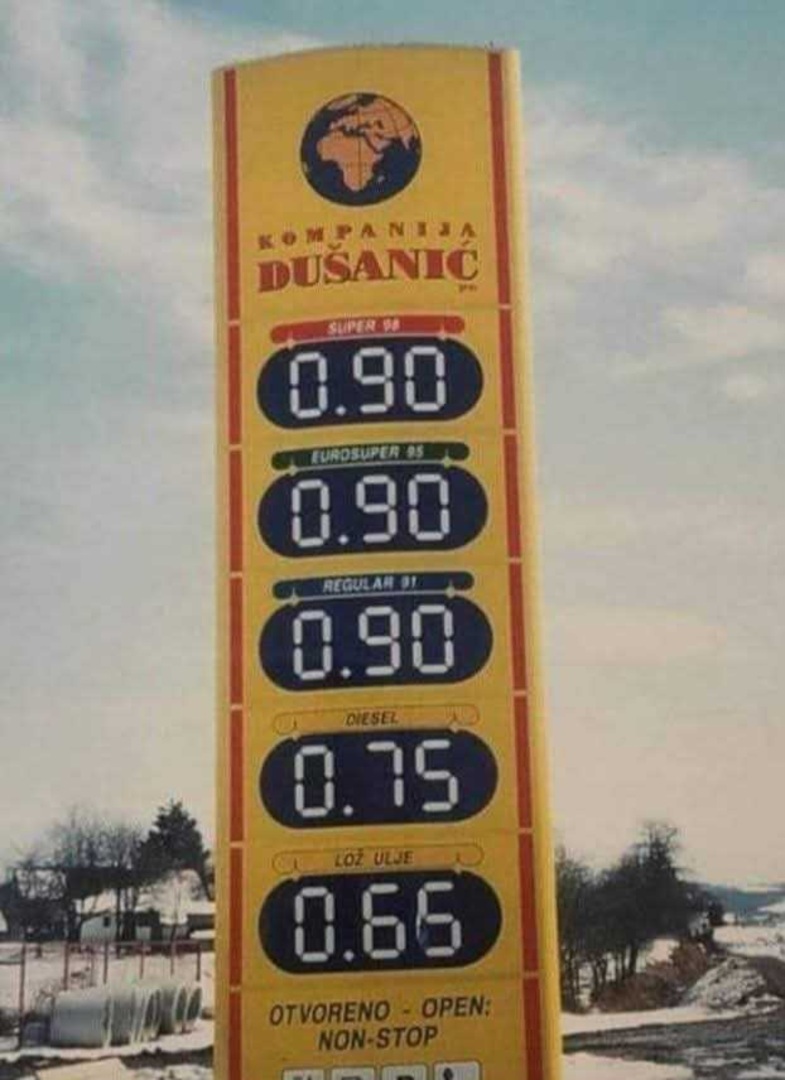 KOMPANIJA
DUŠANIĆ
SUPER 98
0.90
EUROSUPER 95
0.90
REGULAR 91
0.90
DIESEL
0.75
LOŽ ULJE
0.65
OTVORENO - OPEN:
NON-STOP